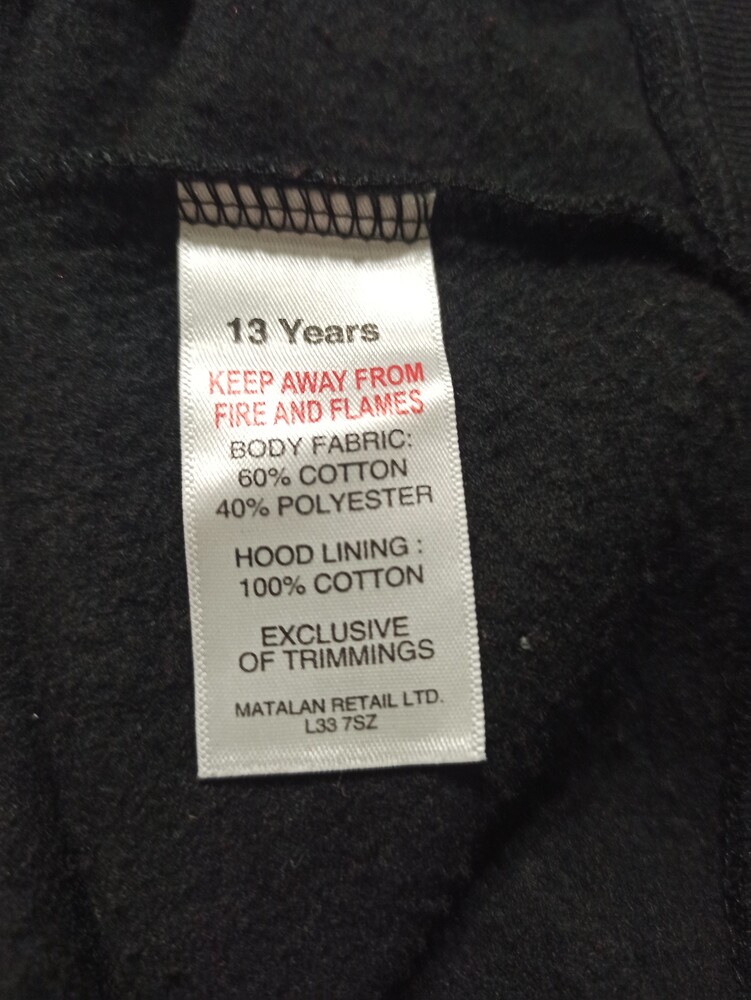 13 Years
KEEP AWAY FROM
FIRE AND FLAMES
BODY FABRIC:
60% COTTON
40% POLYESTER
HOOD LINING :
100% COTTON
EXCLUSIVE
OF TRIMMINGS
MATALAN RETAIL LTD.
L33 7SZ